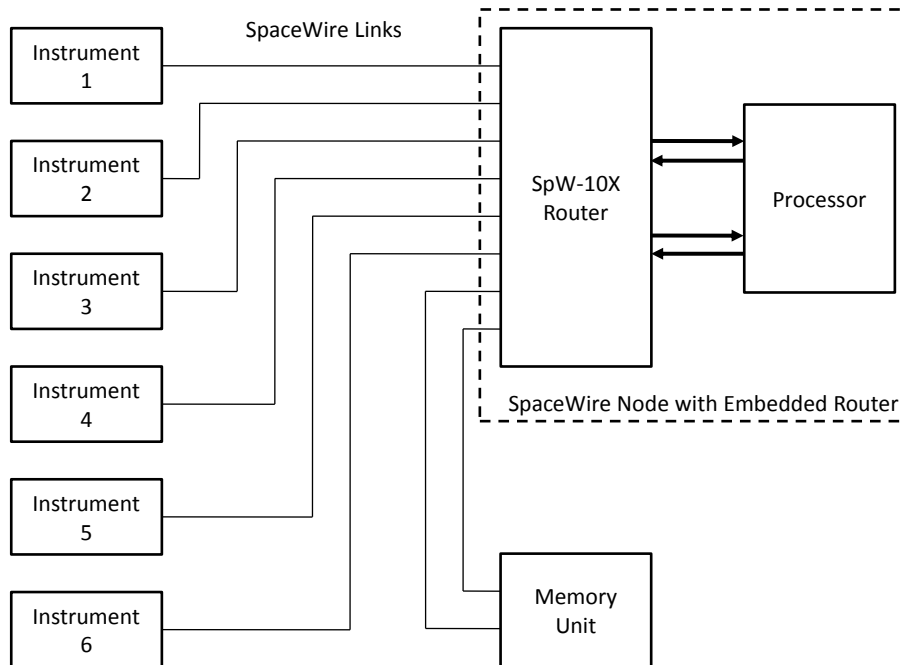 SpaceWire Links
Instrument
1
Instrument
2
Instrument
3
Instrument
4
Instrument
5
Instrument
6
SpW-10X
Router
Processor
SpaceWire Node with Embedded Router
Memory
Unit